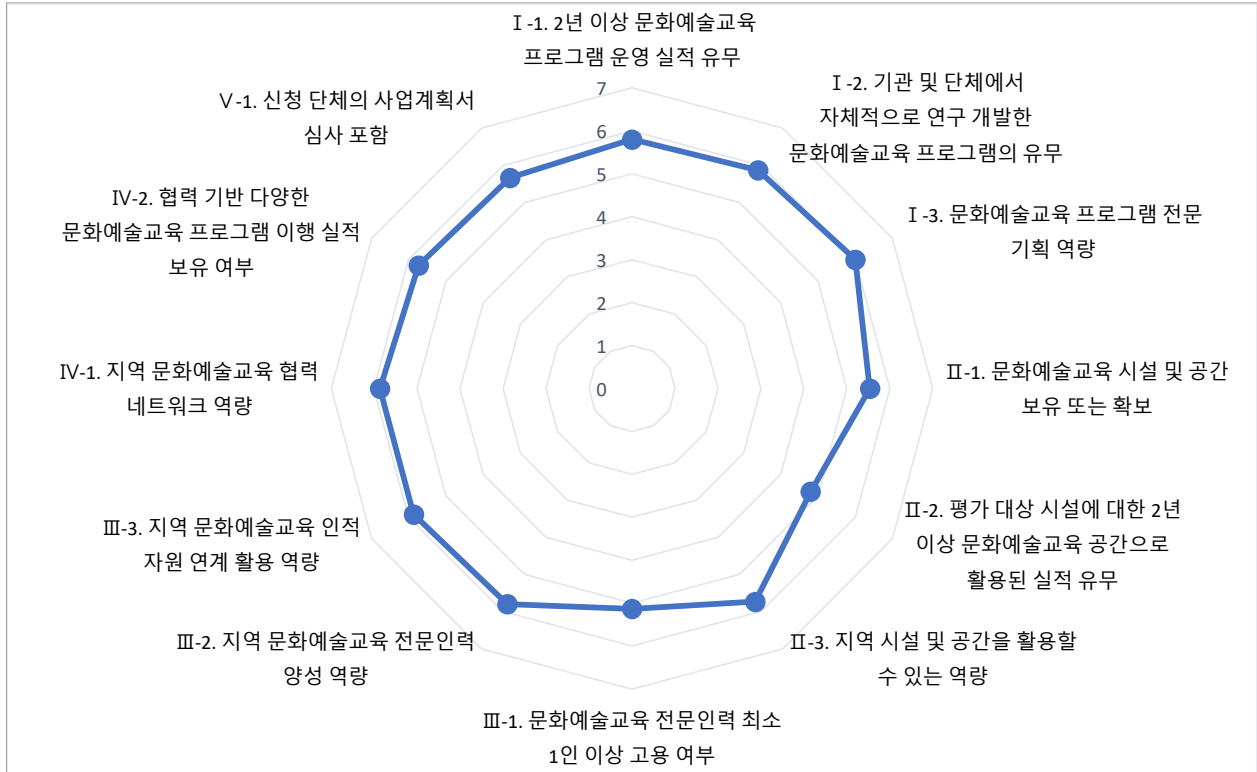 Ⅰ-1. 2년 이상 문화예술교육
프로그램 운영 실적 유무
Ⅰ-2. 기관 및 단체에서
자체적으로 연구 개발한
문화예술교육 프로그램의 유무
Ⅰ-3. 문화예술교육 프로그램 전문
기획 역량
Ⅱ-1. 문화예술교육 시설 및 공간
보유 또는 확보
Ⅱ-2. 평가 대상 시설에 대한 2년
이상 문화예술교육 공간으로
활용된 실적 유무
Ⅱ-3. 지역 시설 및 공간을 활용할
수 있는 역량
Ⅲ-1. 문화예술교육 전문인력 최소
1인 이상 고용 여부
Ⅲ-2. 지역 문화예술교육 전문인력
양성 역량
Ⅲ-3. 지역 문화예술교육 인적
자원 연계 활용 역량
Ⅳ-1. 지역 문화예술교육 협력
네트워크 역량
Ⅳ-2. 협력 기반 다양한
문화예술교육 프로그램 이행 실적
보유 여부
Ⅴ-1. 신청 단체의 사업계획서
심사 포함
7
6
5
4
3
2
1
0